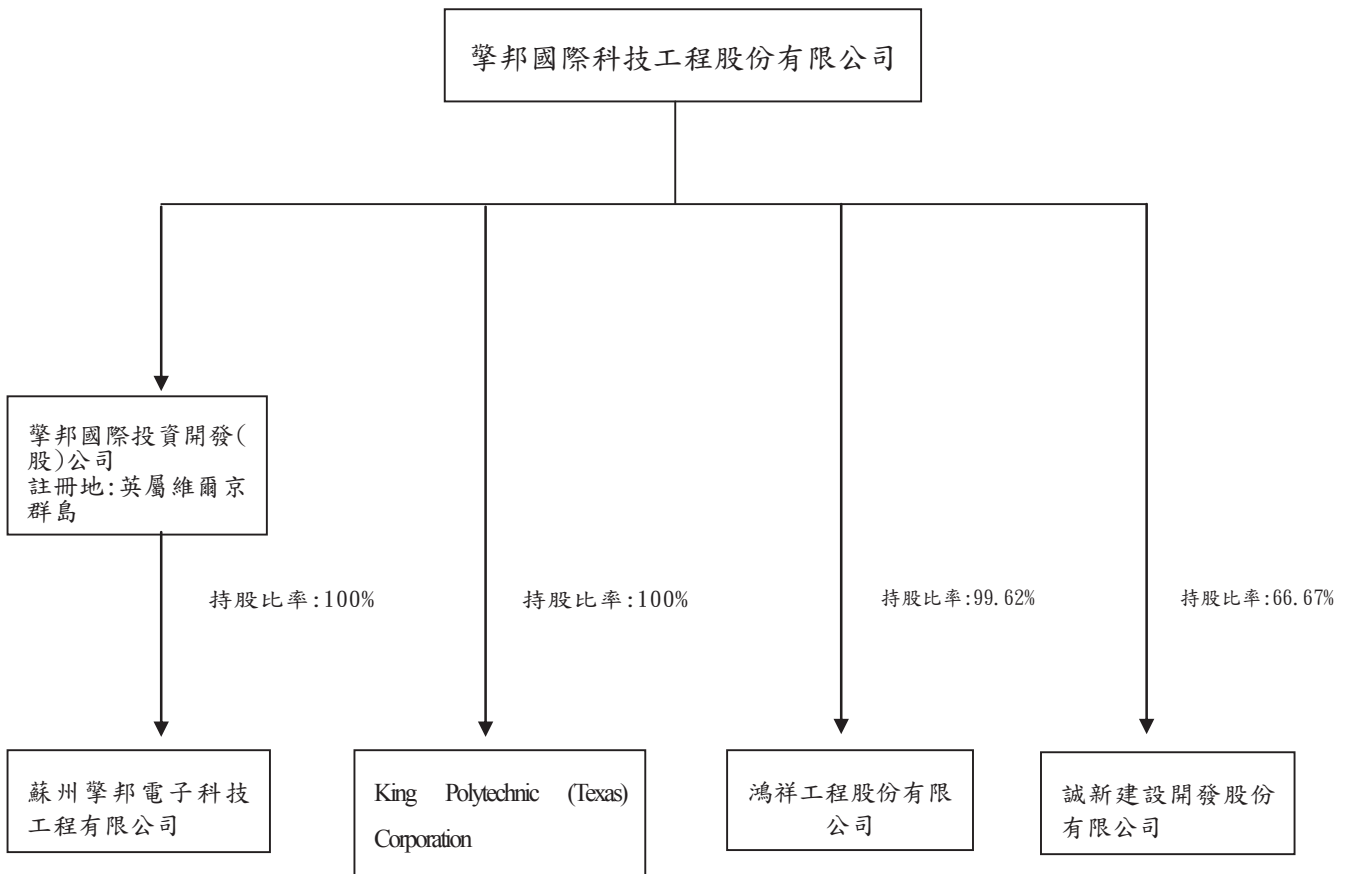 擎邦國際科技工程股份有限公司
擎邦國際投資開發(
股)公司
註冊地:英屬維爾京
群島
持股比率:100%
持股比率:100%
持股比率:99.62%
持股比率:66.67%
蘇州擎邦電子科技
工程有限公司
King Polytechnic (Texas)
Corporation
鴻祥工程股份有限
公司
誠新建設開發股份
有限公司